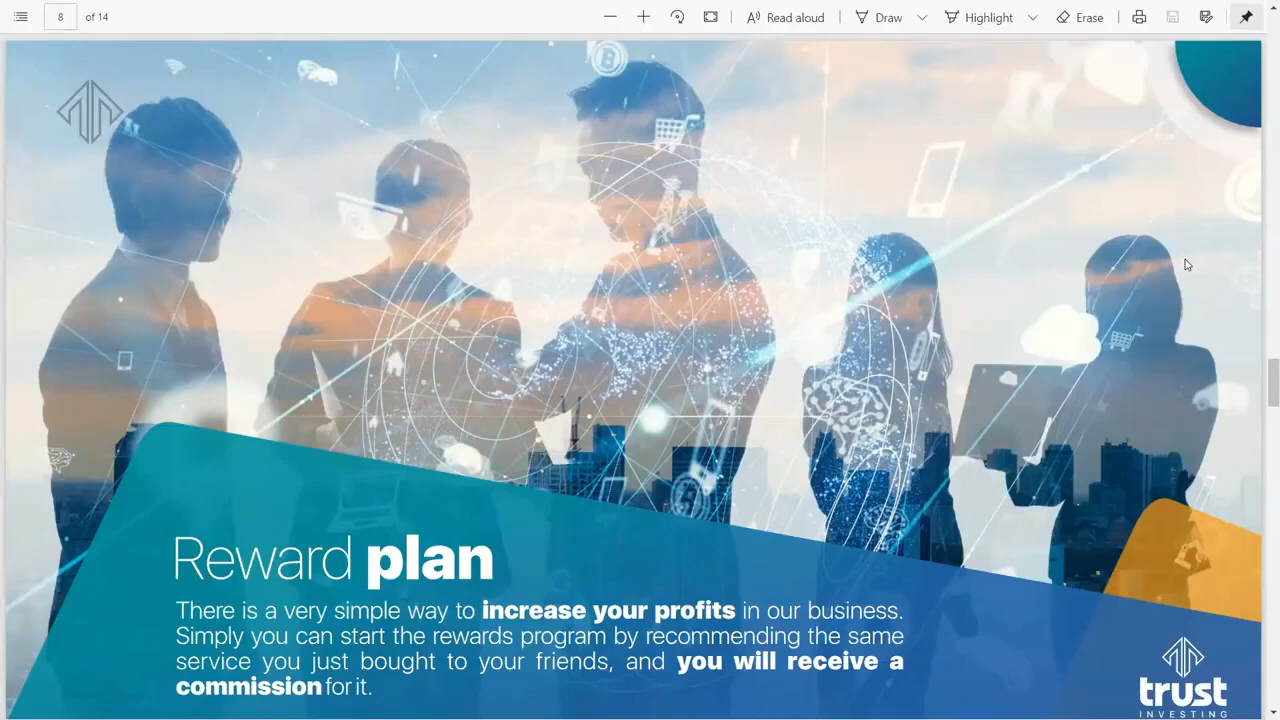 8 of 14
Read aloud
Draw
Highlight
Erase
Reward plan
There is a very simple way to increase your profits in our business.
Simply you can start the rewards program by recommending the same
service you just bought to your friends, and you will receive a
commission for it.
trust
INVESTING